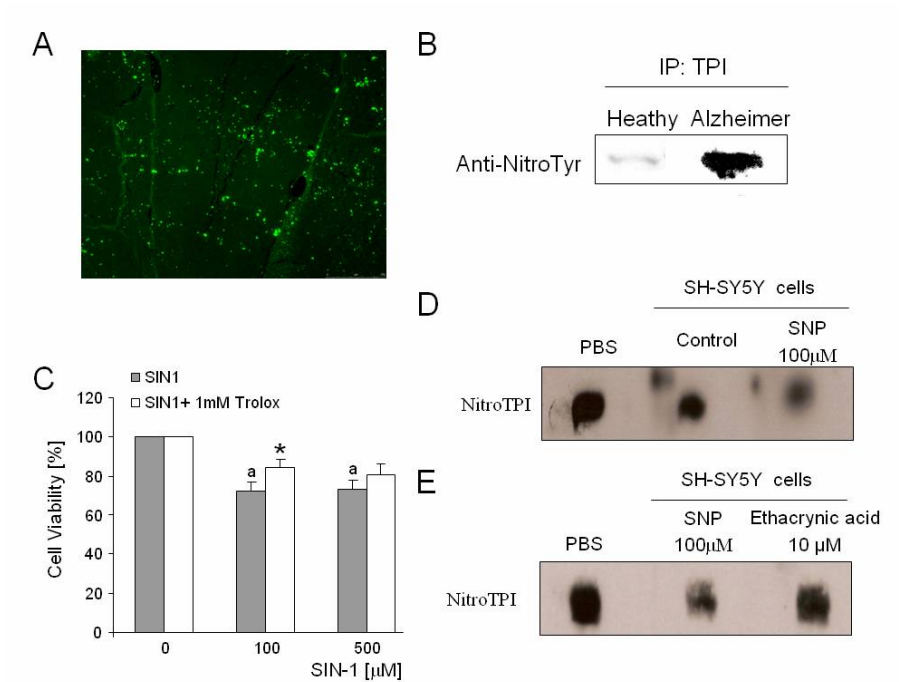 A
B
IP: TPI
Heathy Alzheimer
Anti-NitroTyr
C
SIN1
SIN1+ 1mM Trolox
Cell Viability [%]
120
100
80
60
40
20
0
a
*
a
0 100 500
SIN-1 [µM]
D
SH-SY5Y cells
PBS Control SNP
100µM
NitroTPI
E
SH-SY5Y cells
PBS SNP Ethacrynic acid
100µM 10 µM
NitroTPI